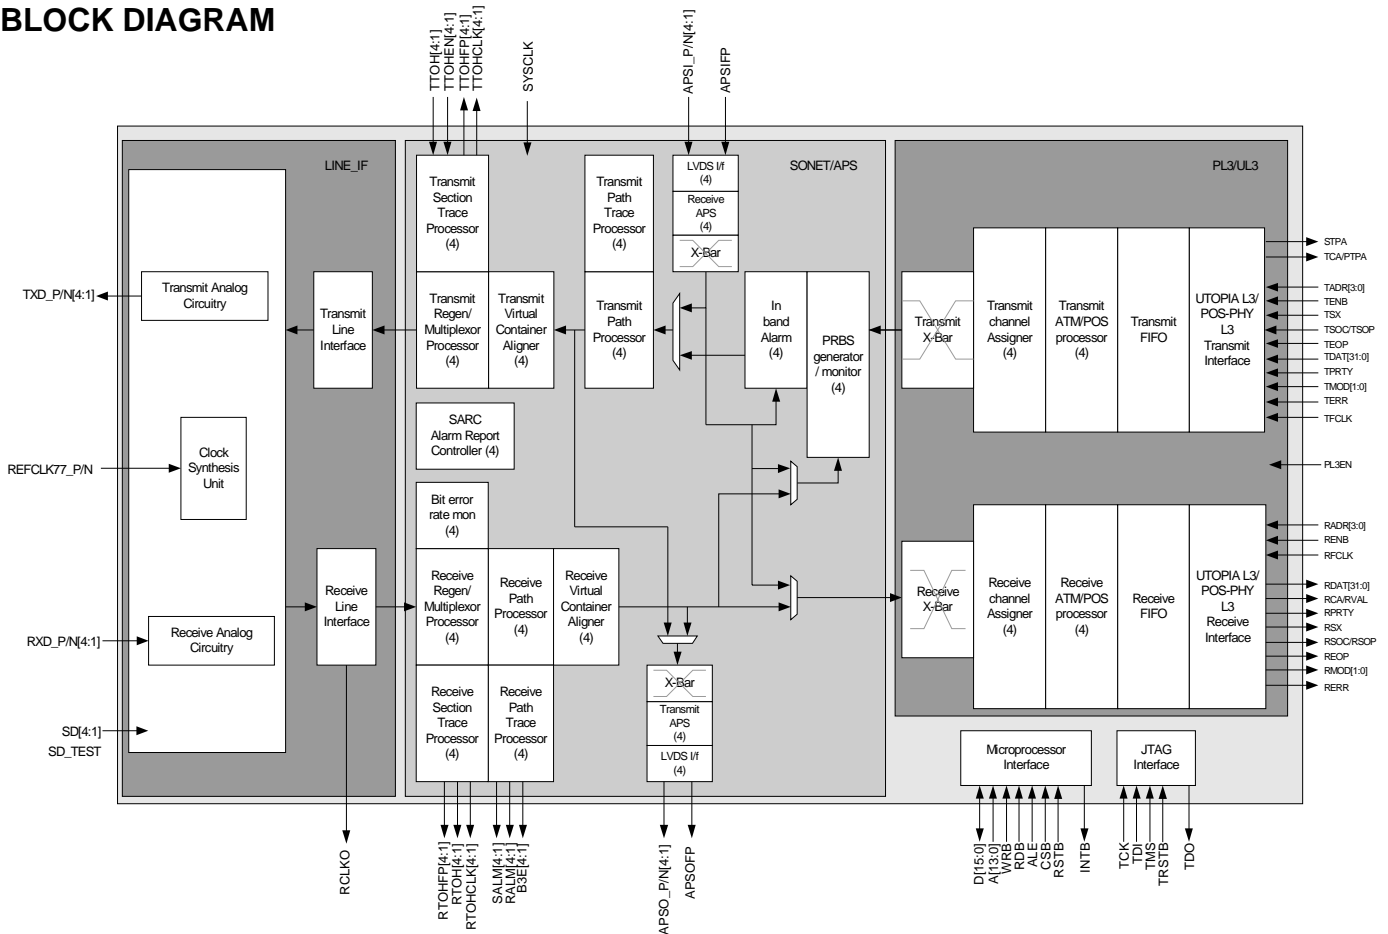 BLOCK DIAGRAM
TTOH[4:1]
TTOHEN[4:1]
TTOHFP[4:1]
TTOHCLK[4:1]
SYSCLK
APSI_P/N[4:1]
APSIFP
LINE_IF
SONET/APS
PL3/UL3
Transmit
Section
Trace
Processor
(4)
Transmit
Path
Trace
Processor
(4)
LVDS I/f
(4)
Receive
APS
(4)
X-Bar
TXD_P/N[4:1]
Transmit Analog
Circuitry
Transmit
Line
Interface
Transmit
Regen/
Multiplexor
Processor
(4)
Transmit
Virtual
Container
Aligner
(4)
Transmit
Path
Processor
(4)
In
band
Alarm
(4)
PRBS
generator
/ monitor
(4)
Transmit
X-Bar
Transmit
channel
Assigner
(4)
Transmit
ATM/POS
processor
(4)
Transmit
FIFO
UTOPIA L3/
POS-PHY
L3
Transmit
Interface
STPA
TCA/PTPA
TADR[3:0]
TENB
TSX
TSOC/TSOP
TEOP
TDAT[31:0]
TPRTY
TMOD[1:0]
TERR
TFCLK
PL3EN
REFCLK77_P/N
Clock
Synthesis
Unit
SARC
Alarm Report
Controller (4)
Bit error
rate mon
(4)
RXD_P/N[4:1]
Receive Analog
Circuitry
Receive
Line
Interface
Receive
Regen/
Multiplexor
Processor
(4)
Receive
Path
Processor
(4)
Receive
Virtual
Container
Aligner
(4)
Receive
X-Bar
Receive
channel
Assigner
(4)
Receive
ATM/POS
processor
(4)
Receive
FIFO
UTOPIA L3/
POS-PHY
L3
Receive
Interface
RADR[3:0]
RENB
RFCLK
RDAT[31:0]
RCA/RVAL
RPRTY
RSX
RSOC/RSOP
REOP
RMOD[1:0]
RERR
SD[4:1]
SD_TEST
Receive
Section
Trace
Processor
(4)
Receive
Path
Trace
Processor
(4)
X-Bar
Transmit
APS
(4)
LVDS I/f
(4)
Microprocessor
Interface
JTAG
Interface
RCLKO
RTOHFP[4:1]
RTOH[4:1]
RTOHCLK[4:1]
SALM[4:1]
RALM[4:1]
B3E[4:1]
APSO_P/N[4:1]
APSOFP
D[15:0]
A[13:0]
WRB
RDB
ALE
CSB
RSTB
INTB
TCK
TDI
TMS
TRSTB
TDO